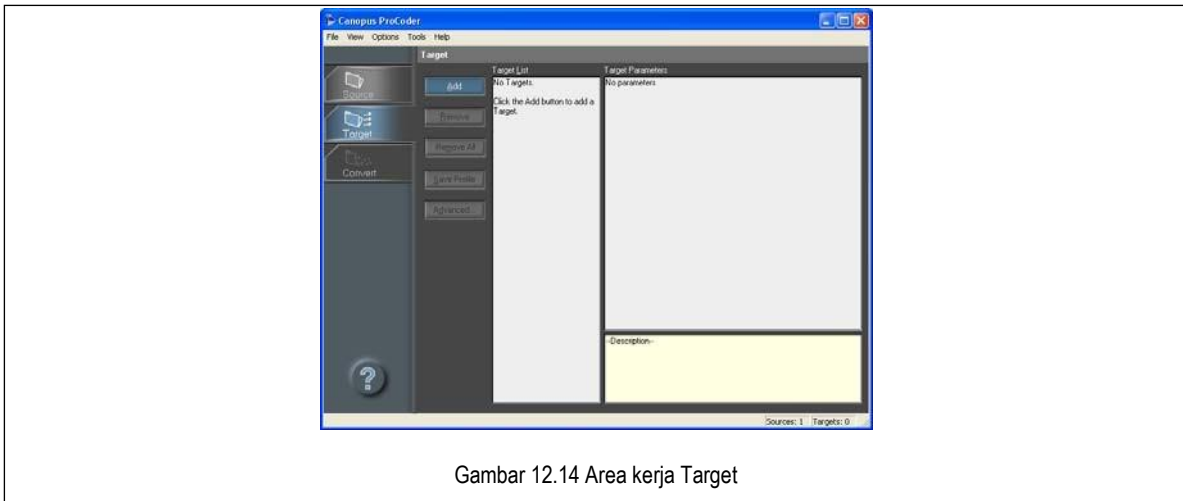 Canopus ProCoder
File View Options Tools Help
Target
Source
Target
Convert
Add
Remove
Remove All
Save Profile
Advanced...
Target List
No Targets.
Click the Add button to add a
Target.
Target Parameters
No parameters
--Description--
?
Sources: 1 Targets: 0
Gambar 12.14 Area kerja Target